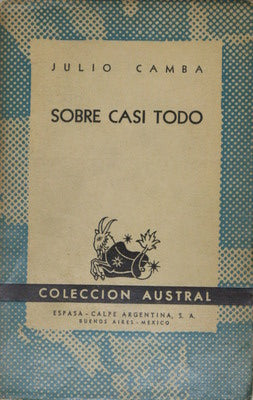 JULIO CAMBA
SOBRE CASI TODO
COLECCION AUSTRAL
ESPASA-CALPE ARGENTINA, S. A.
BUENOS AIRES-MEXICO